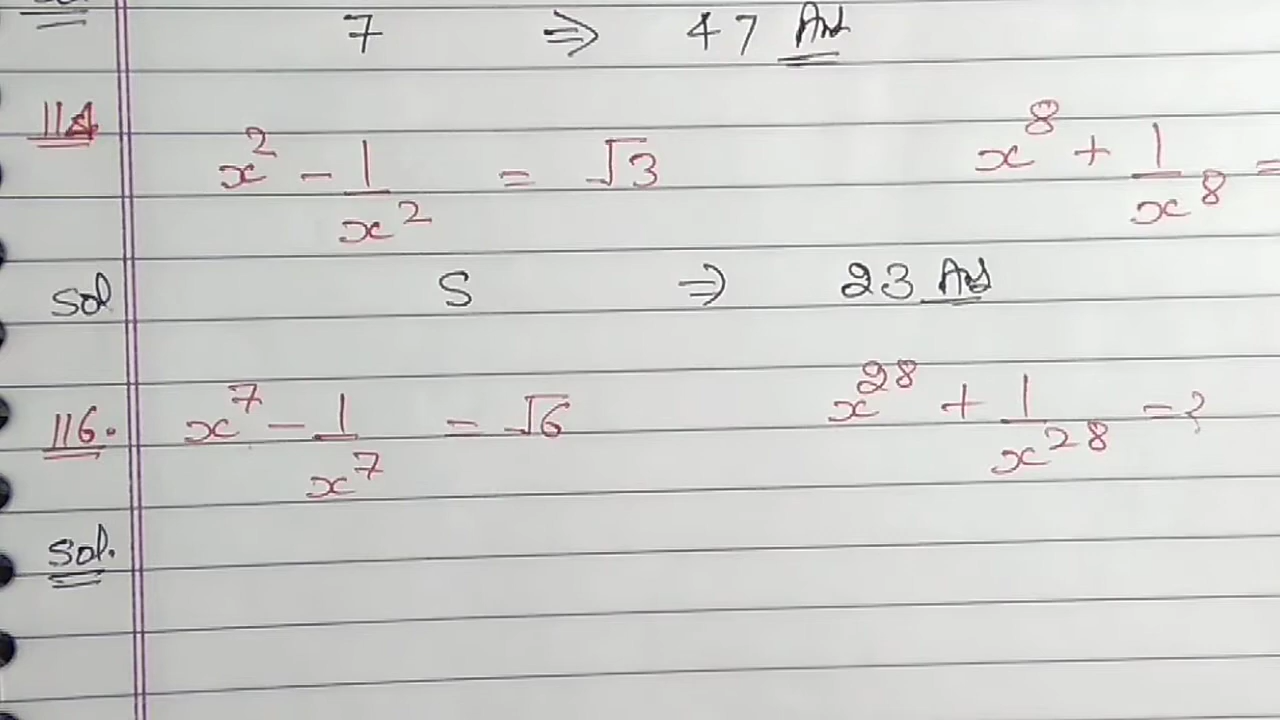 7 ⇒ 47 Ans
114 x² - 1/x² = √3 x⁸ + 1/x⁸ =
Sol 5 ⇒ 23 Ans
116. x⁷ - 1/x⁷ = √6 x²⁸ + 1/x²⁸ = ?
Sol.